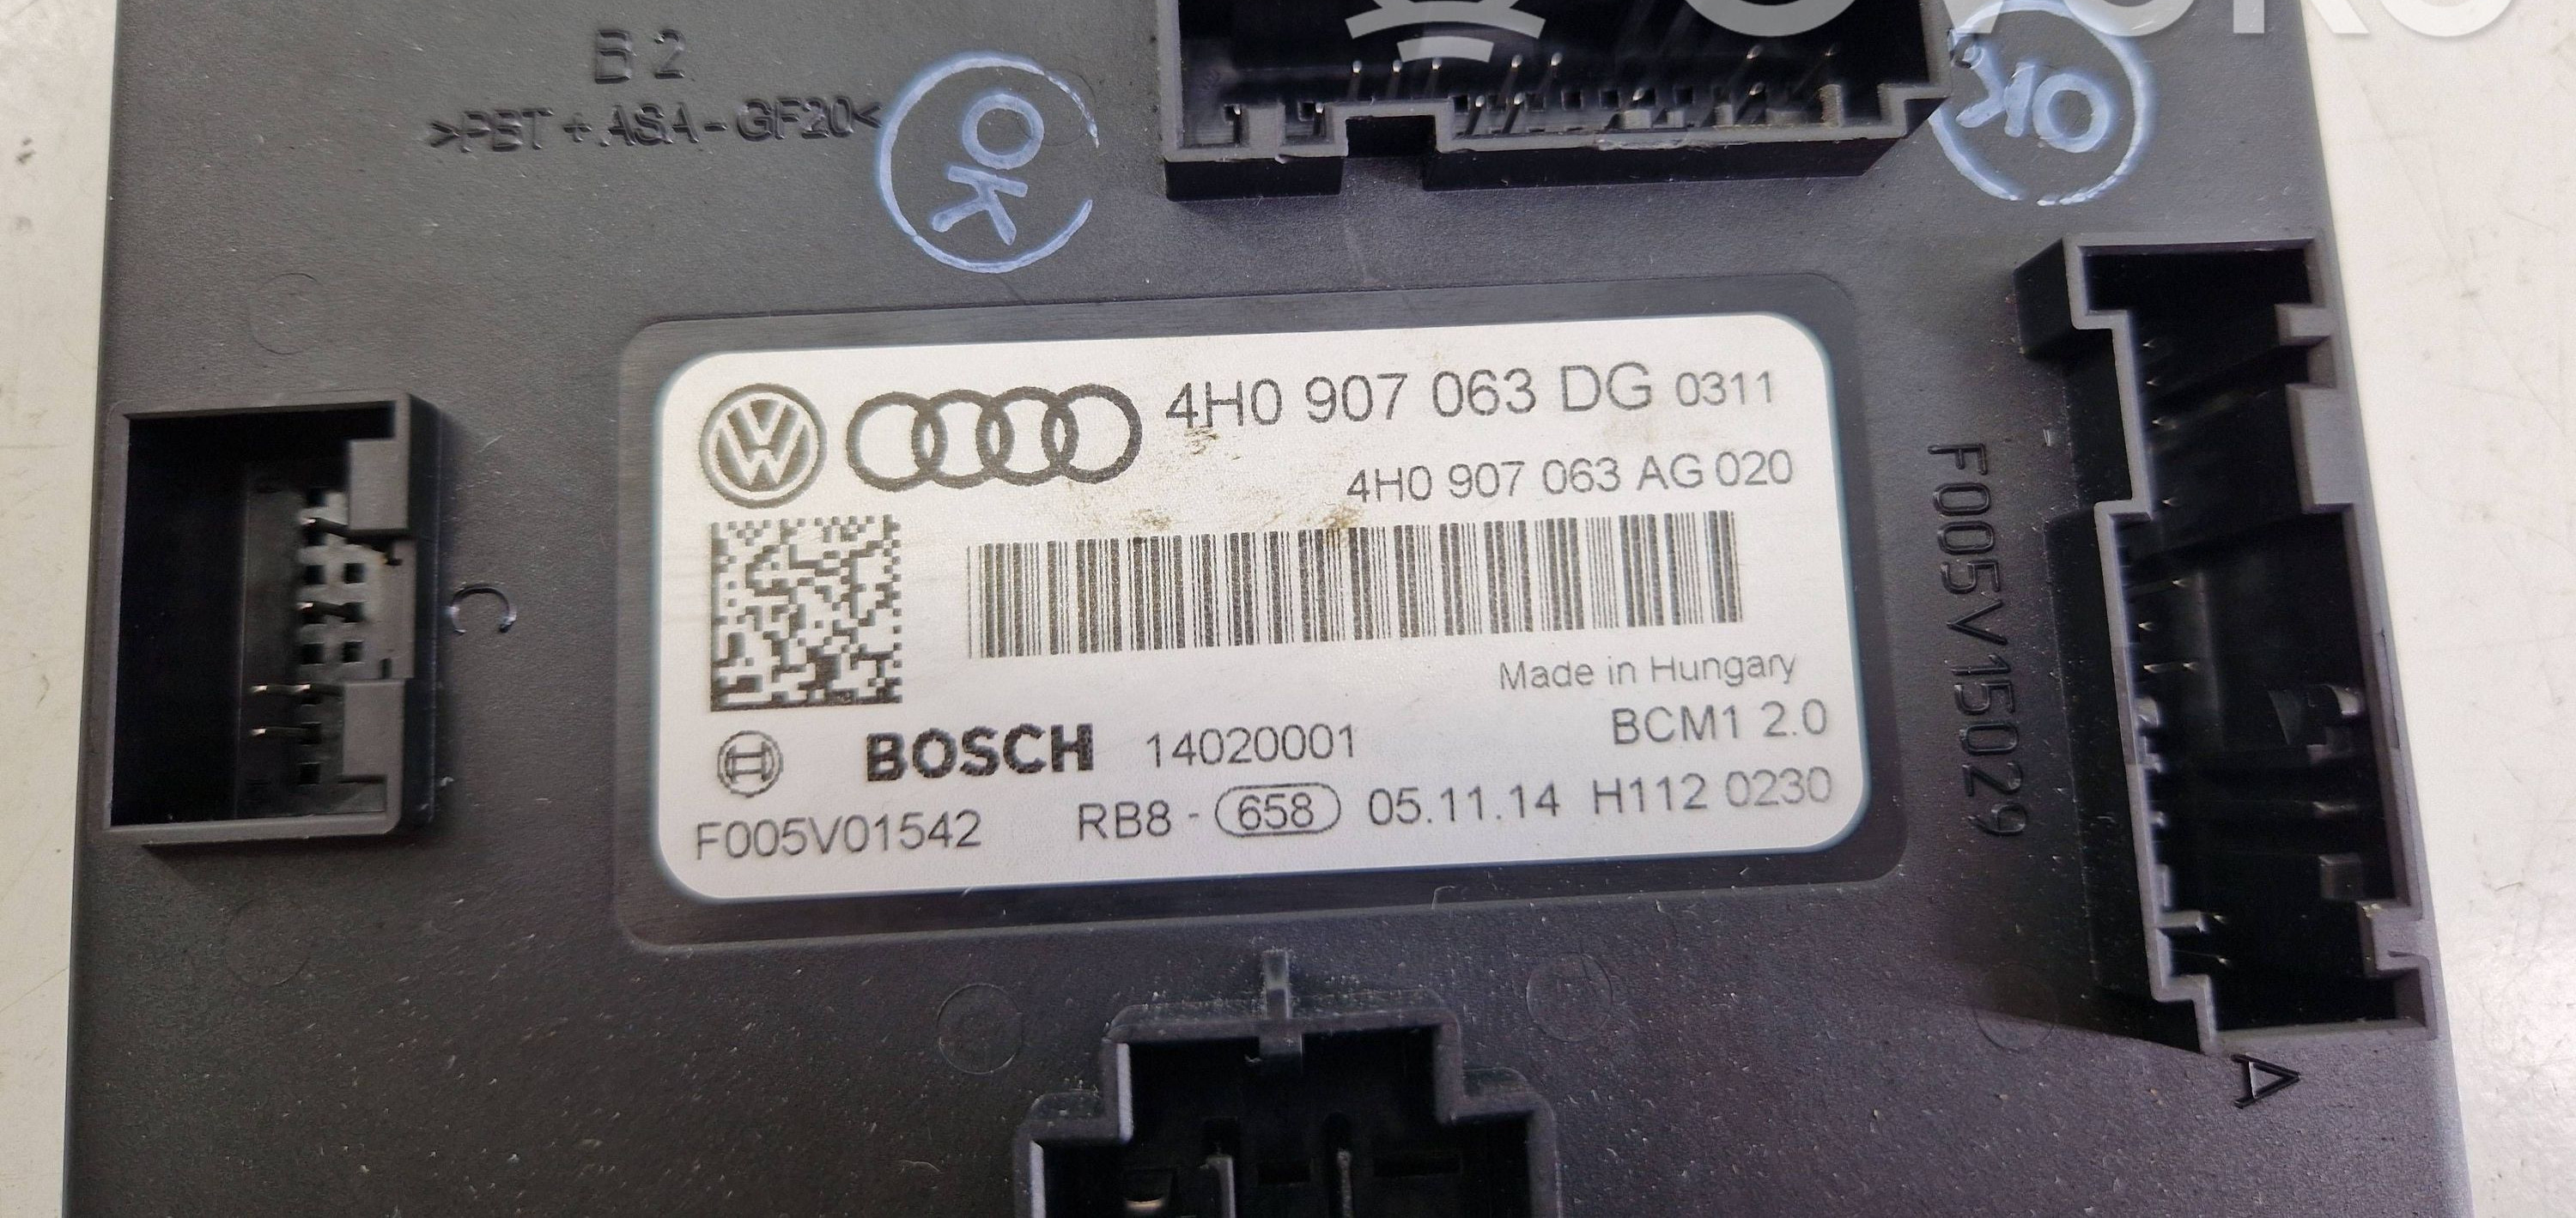 B 2
>PBT + ASA - GF20<
OK
OK
4H0 907 063 DG 0311
4H0 907 063 AG 020
Made in Hungary
BOSCH 14020001 BCM1 2.0
F005V01542 RB8 - 658 05.11.14 H112 0230
F005V15029
C
A